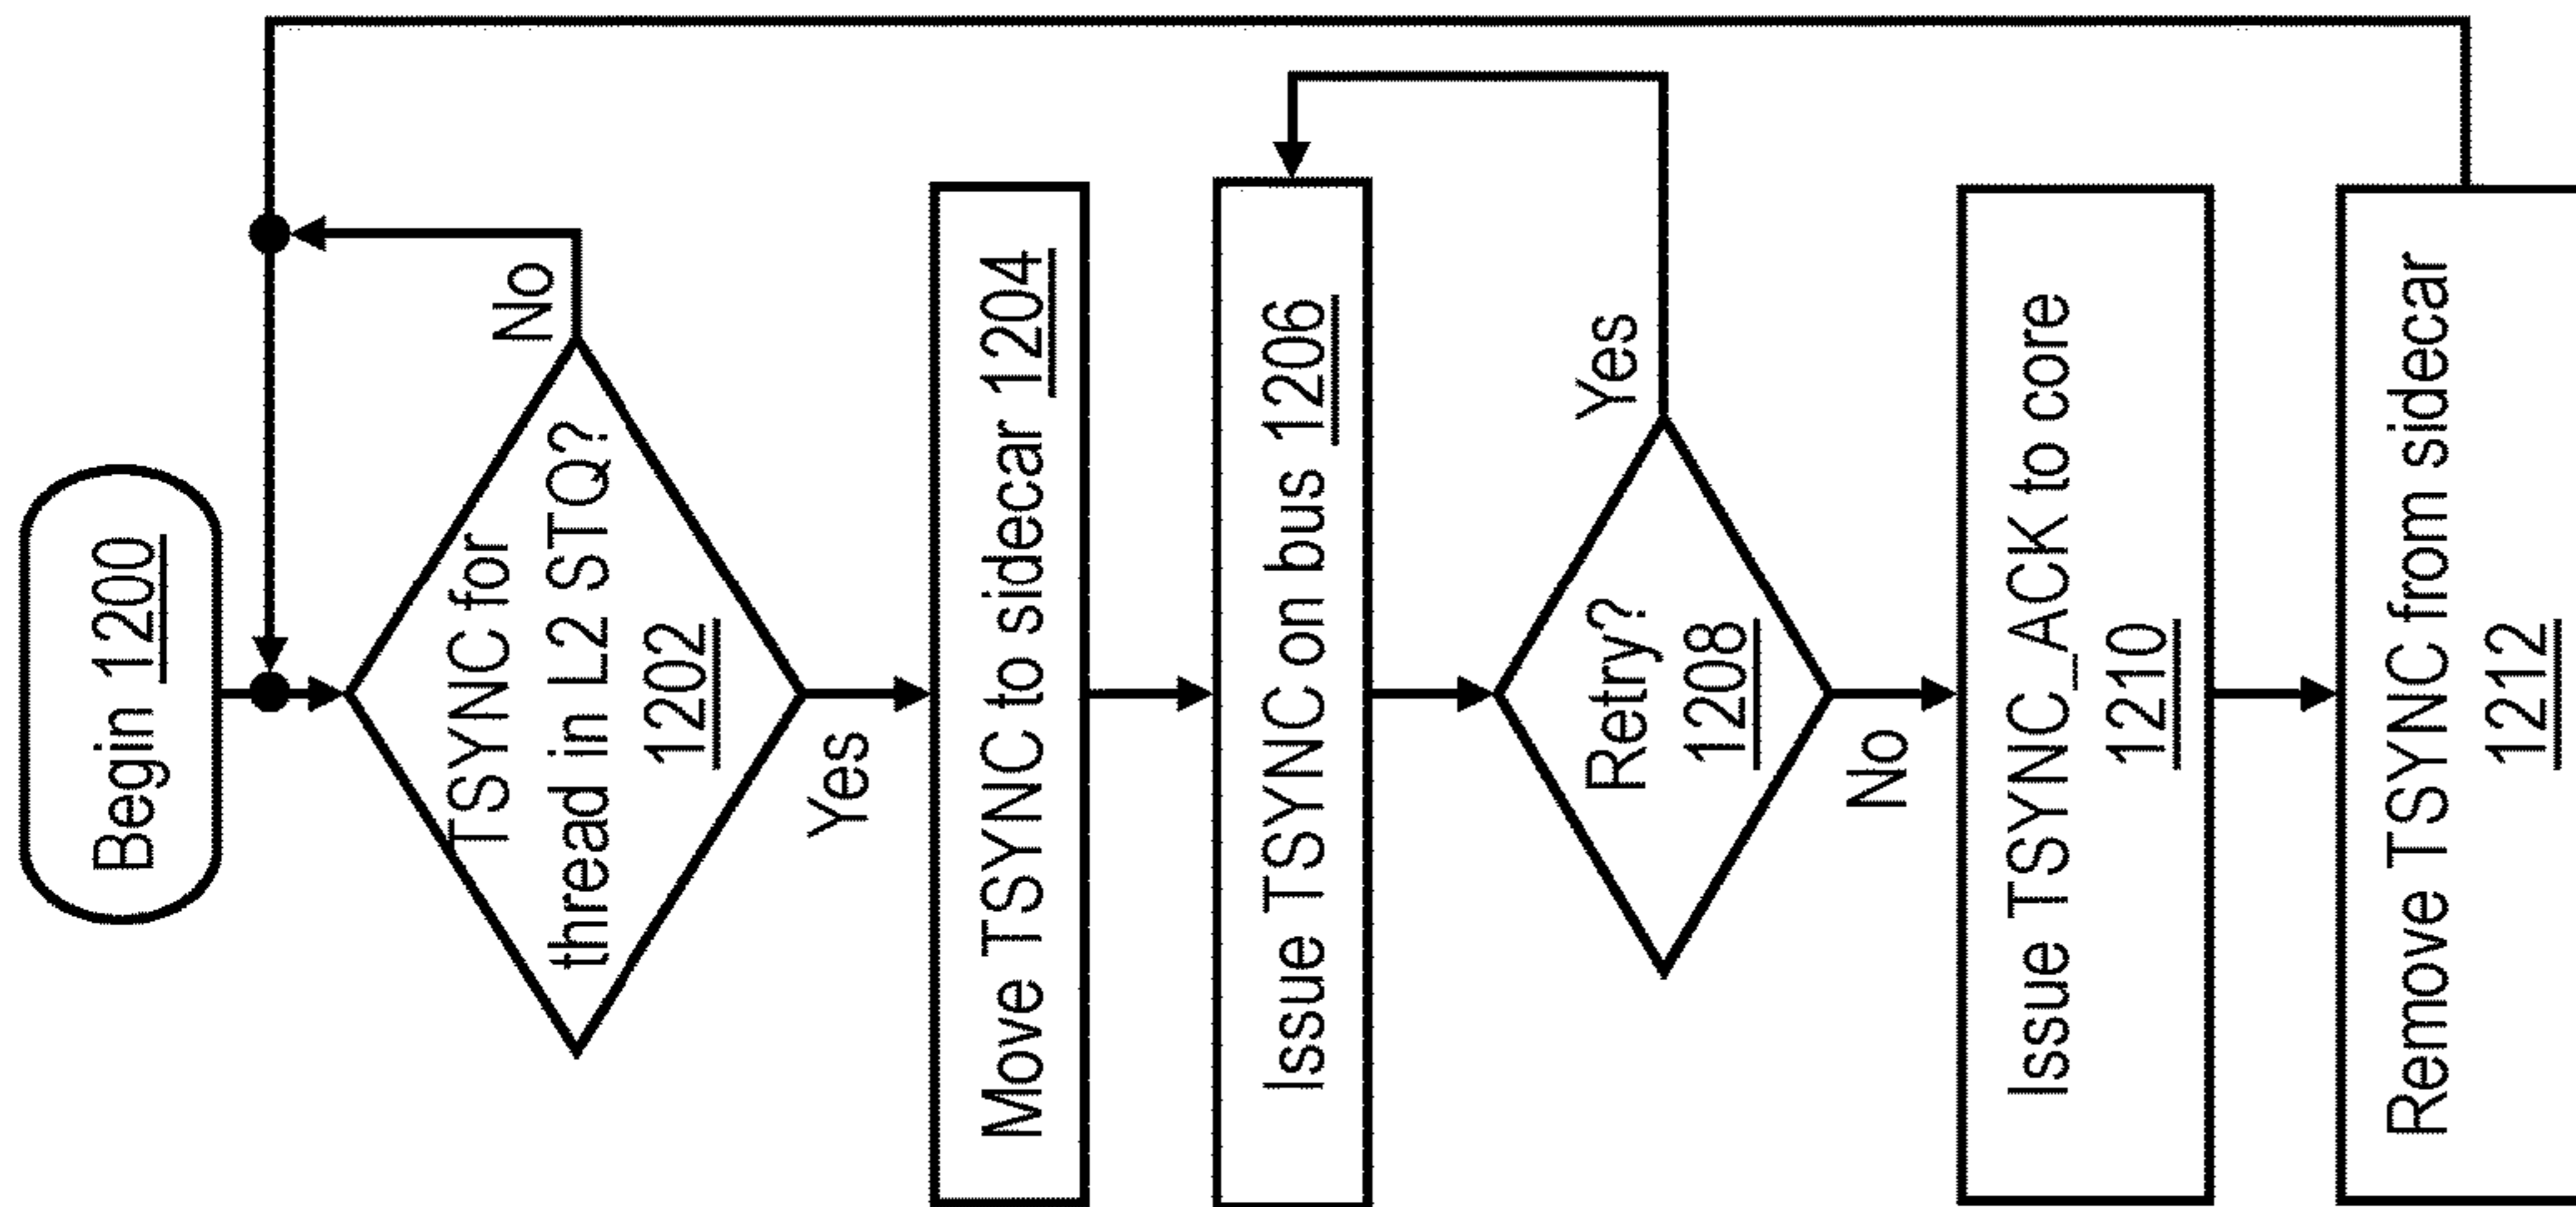 Begin 1200
TSYNC for
thread in L2 STQ?
1202
No
Yes
Move TSYNC to sidecar 1204
Issue TSYNC on bus 1206
Retry?
1208
Yes
No
Issue TSYNC_ACK to core
1210
Remove TSYNC from sidecar
1212